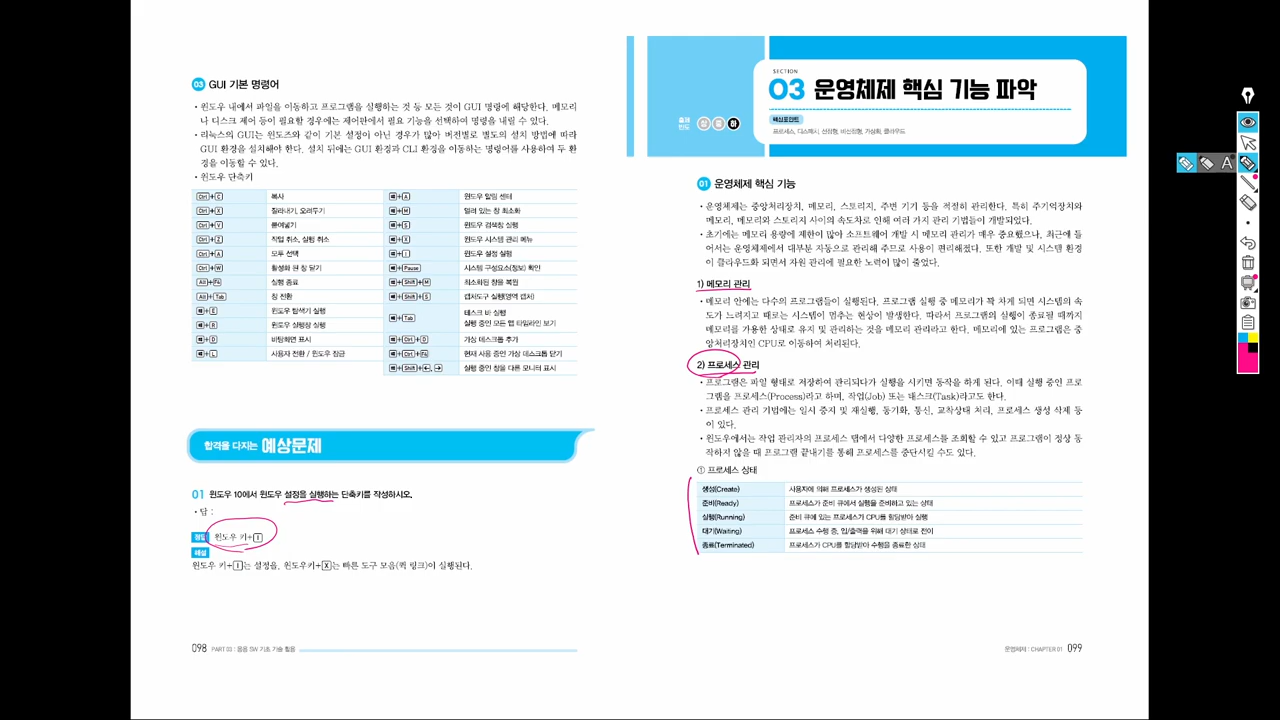 03 GUI 기본 명령어
• 윈도우 내에서 파일을 이동하고 프로그램을 실행하는 것 등 모든 것이 GUI 명령에 해당한다. 메모리
나 디스크 제어 등이 필요할 경우에는 제어판에서 필요 기능을 선택하여 명령을 내릴 수 있다.
• 리눅스의 GUI는 윈도즈와 같이 기본 설정이 아닌 경우가 많아 버전별로 별도의 설치 방법에 따라
GUI 환경을 설치해야 한다. 설치 뒤에는 GUI 환경과 CLI 환경을 이동하는 명령어를 사용하여 두 환
경을 이동할 수 있다.
• 윈도우 단축키
Ctrl+C 복사 +A 윈도우 알림 센터
Ctrl+X 잘라내기, 오려두기 +M 열려 있는 창 최소화
Ctrl+V 붙여넣기 +S 윈도우 검색창 실행
Ctrl+Z 작업 취소, 실행 취소 +X 윈도우 시스템 관리 메뉴
Ctrl+A 모두 선택 +I 윈도우 설정 실행
Ctrl+W 활성화 된 창 닫기 +Pause 시스템 구성요소(정보) 확인
Alt+F4 실행 종료 +Shift+M 최소화된 창을 복원
Alt+Tab 창 전환 +Shift+S 캡처도구 실행(영역 캡처)
+E 윈도우 탐색기 실행 +Tab 태스크 바 실행
+R 윈도우 실행창 실행 실행 중인 모든 앱 타임라인 보기
+D 바탕화면 표시 +Ctrl+D 가상 데스크톱 추가
+L 사용자 전환 / 윈도우 잠금 +Ctrl+F4 현재 사용 중인 가상 데스크톱 닫기
+Shift+←, → 실행 중인 창을 다른 모니터 표시
합격을 다지는 예상문제
01 윈도우 10에서 윈도우 설정을 실행하는 단축키를 작성하시오.
• 답 :
정답 윈도우 키+I
해설
윈도우 키+I는 설정을, 윈도우키+X는 빠른 도구 모음(퀵 링크)이 실행된다.
098 PART 03 : 응용 SW 기초 기술 활용
SECTION
03 운영체제 핵심 기능 파악
출제
빈도 상 중 하
핵심포인트
프로세스, 디스패치, 선점형, 비선점형, 가상화, 클라우드
01 운영체제 핵심 기능
• 운영체제는 중앙처리장치, 메모리, 스토리지, 주변 기기 등을 적절히 관리한다. 특히 주기억장치와
메모리, 메모리와 스토리지 사이의 속도차로 인해 여러 가지 관리 기법들이 개발되었다.
• 초기에는 메모리 용량에 제한이 많아 소프트웨어 개발 시 메모리 관리가 매우 중요했으나, 최근에 들
어서는 운영체제에서 대부분 자동으로 관리해 주므로 사용이 편리해졌다. 또한 개발 및 시스템 환경
이 클라우드화 되면서 자원 관리에 필요한 노력이 많이 줄었다.
1) 메모리 관리
• 메모리 안에는 다수의 프로그램들이 실행된다. 프로그램 실행 중 메모리가 꽉 차게 되면 시스템의 속
도가 느려지고 때로는 시스템이 멈추는 현상이 발생한다. 따라서 프로그램의 실행이 종료될 때까지
메모리를 가용한 상태로 유지 및 관리하는 것을 메모리 관리라고 한다. 메모리에 있는 프로그램은 중
앙처리장치인 CPU로 이동하여 처리된다.
2) 프로세스 관리
• 프로그램은 파일 형태로 저장하여 관리되다가 실행을 시키면 동작을 하게 된다. 이때 실행 중인 프로
그램을 프로세스(Process)라고 하며, 작업(Job) 또는 태스크(Task)라고도 한다.
• 프로세스 관리 기법에는 일시 중지 및 재실행, 동기화, 통신, 교착상태 처리, 프로세스 생성 삭제 등
이 있다.
• 윈도우에서는 작업 관리자의 프로세스 탭에서 다양한 프로세스를 조회할 수 있고 프로그램이 정상 동
작하지 않을 때 프로그램 끝내기를 통해 프로세스를 중단시킬 수도 있다.
① 프로세스 상태
생성(Create) 사용자에 의해 프로세스가 생성된 상태
준비(Ready) 프로세스가 준비 큐에서 실행을 준비하고 있는 상태
실행(Running) 준비 큐에 있는 프로세스가 CPU를 할당받아 실행
대기(Waiting) 프로세스 수행 중, 입/출력을 위해 대기 상태로 전이
종료(Terminated) 프로세스가 CPU를 할당받아 수행을 종료한 상태
운영체제 : CHAPTER 01 099
A